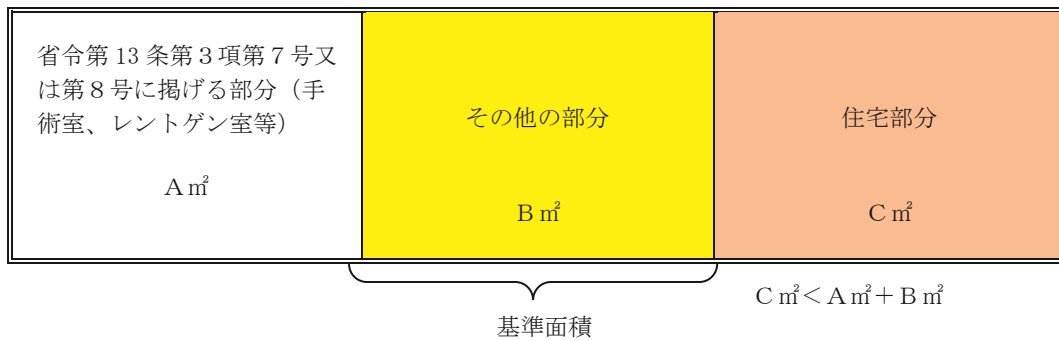 省令第 13 条第３項第７号又
は第８号に掲げる部分（手
術室、レントゲン室等）
Ａ㎡
その他の部分
Ｂ㎡
住宅部分
Ｃ㎡
Ｃ㎡＜Ａ㎡＋Ｂ㎡
基準面積